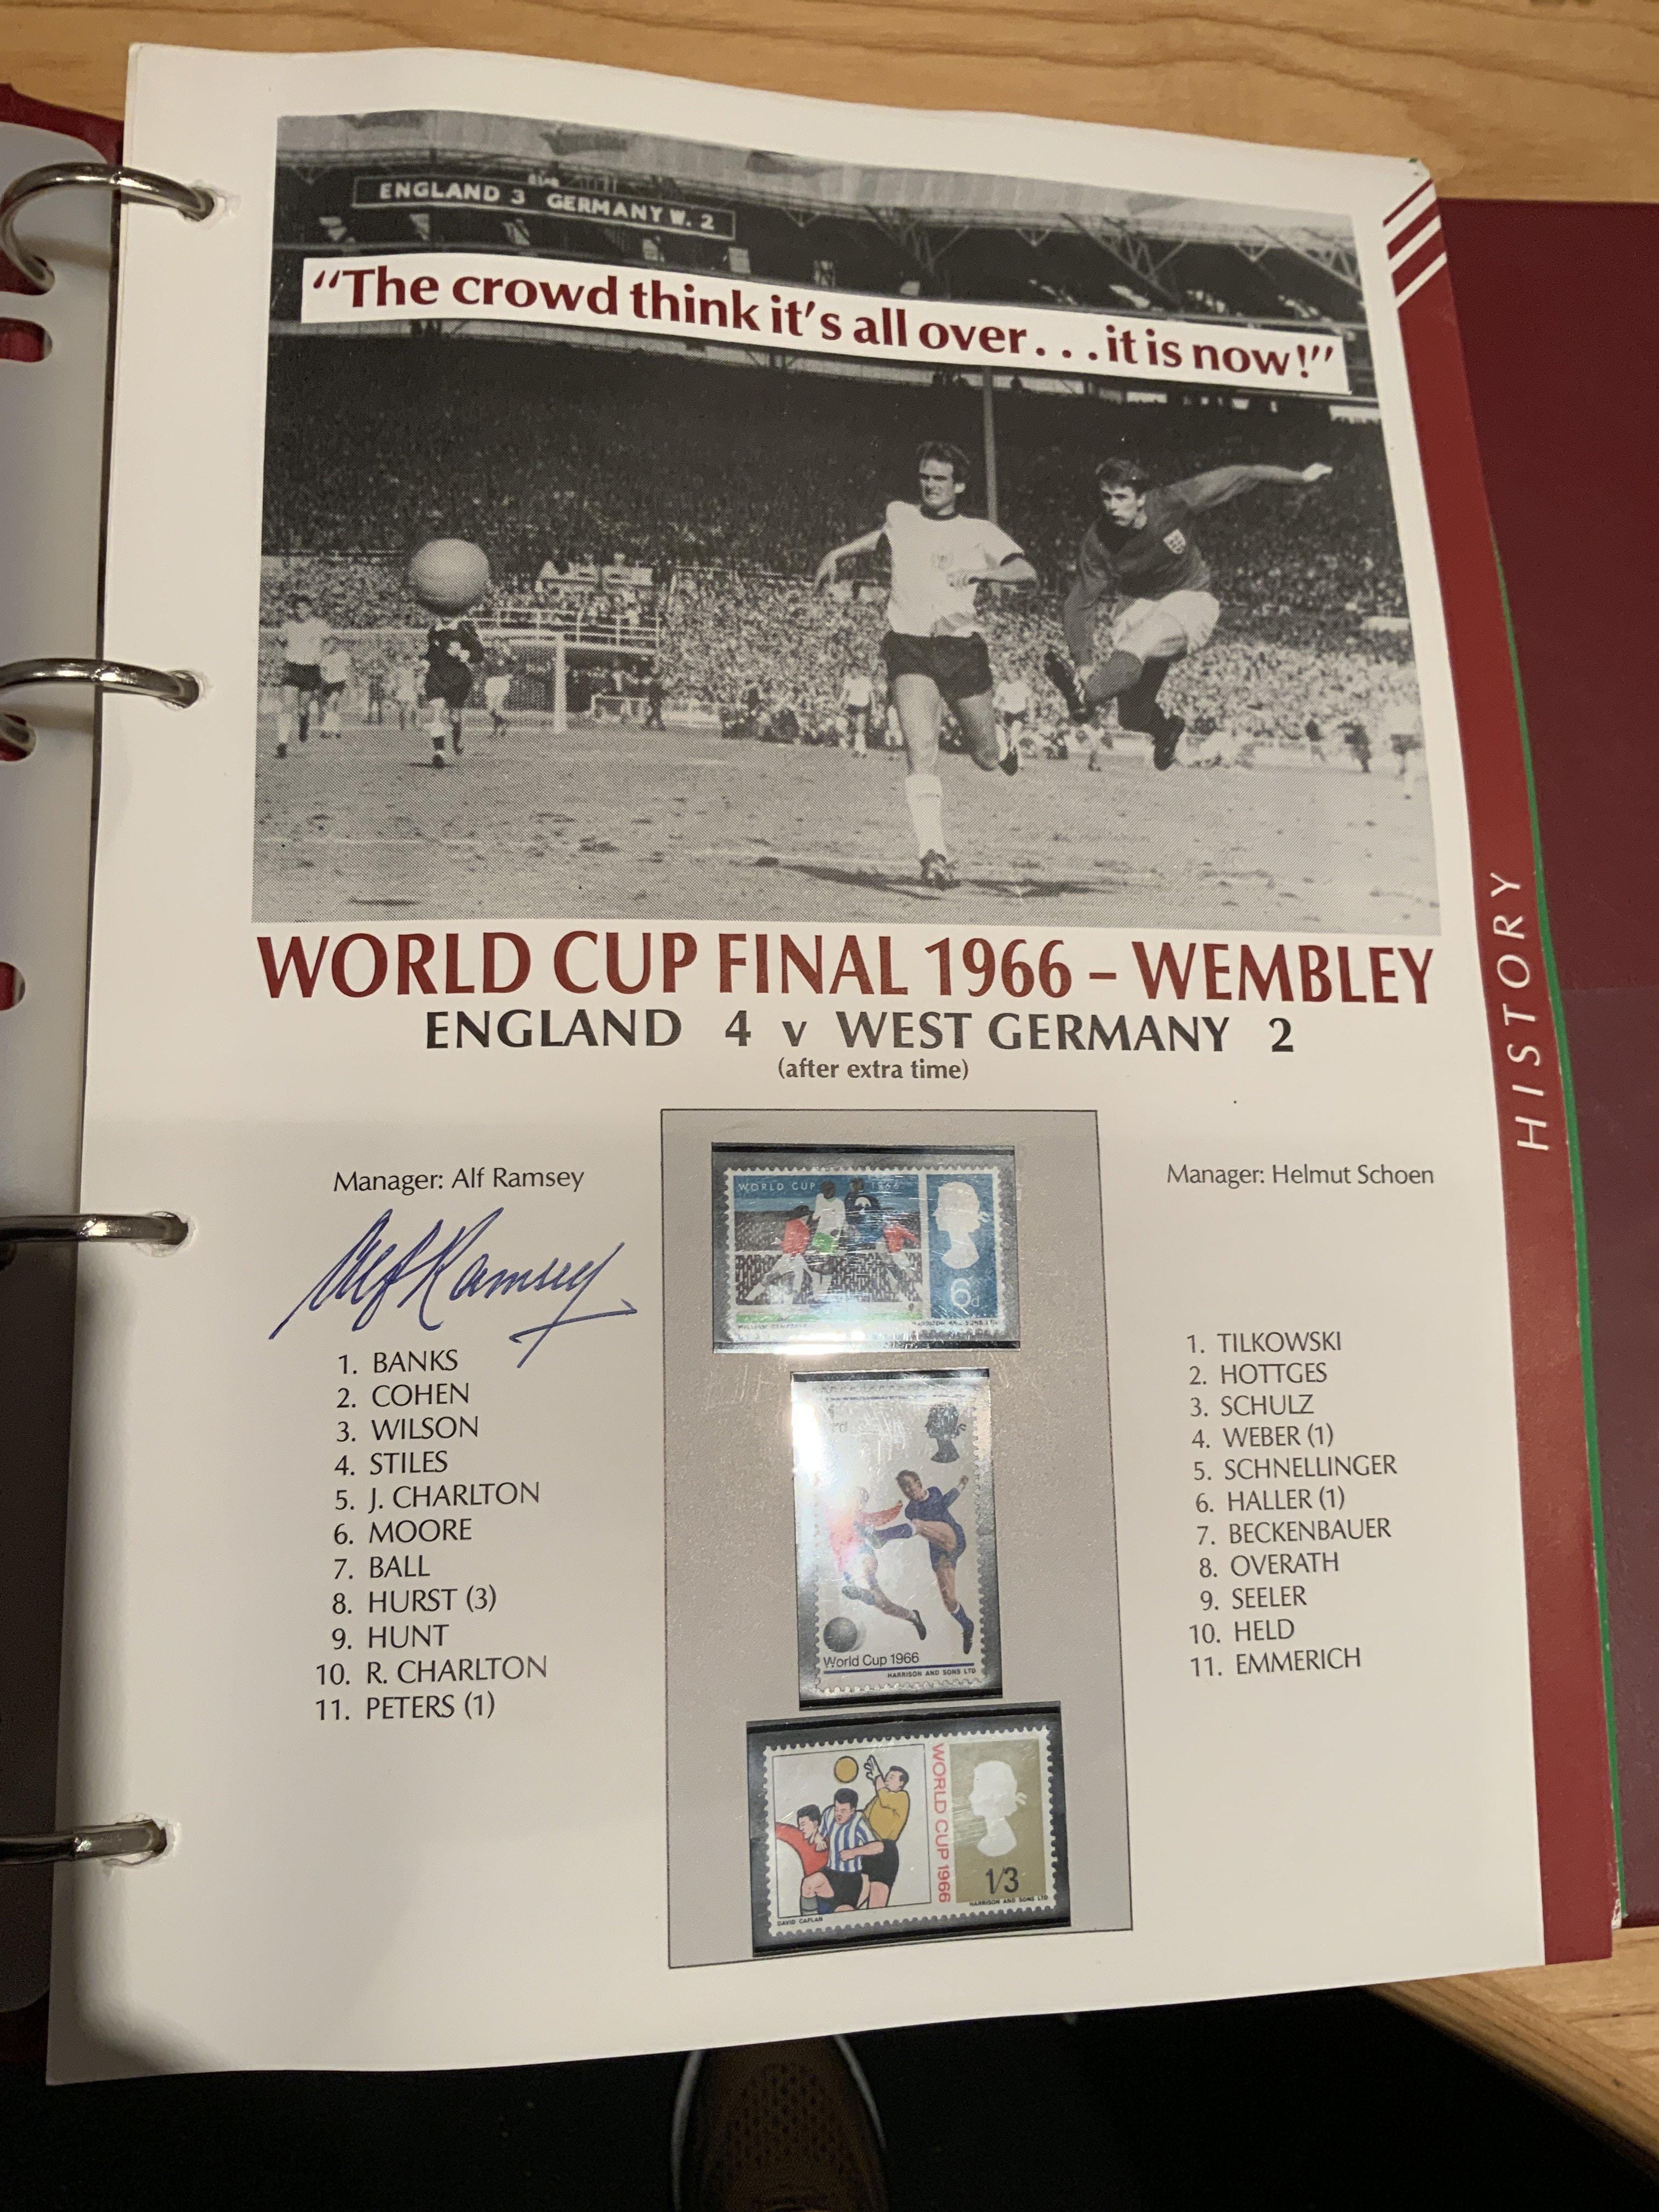 ENGLAND 3 GERMANY W. 2
“The crowd think it's all over...it is now!”
WORLD CUP FINAL 1966 – WEMBLEY
ENGLAND 4 v WEST GERMANY 2
(after extra time)
HISTORY
Manager: Alf Ramsey
Alf Ramsey
1. BANKS
2. COHEN
3. WILSON
4. STILES
5. J. CHARLTON
6. MOORE
7. BALL
8. HURST (3)
9. HUNT
10. R. CHARLTON
11. PETERS (1)
WORLD CUP 1966
6d
HARRISON AND SONS LTD
World Cup 1966
HARRISON AND SONS LTD
WORLD CUP 1966
1/3
DAVID CAPLAN
HARRISON AND SONS LTD
Manager: Helmut Schoen
1. TILKOWSKI
2. HOTTGES
3. SCHULZ
4. WEBER (1)
5. SCHNELLINGER
6. HALLER (1)
7. BECKENBAUER
8. OVERATH
9. SEELER
10. HELD
11. EMMERICH